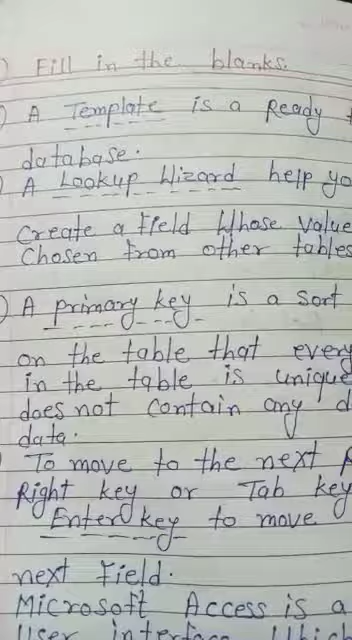 ) Fill in the blanks.
) A Template is a Ready
database.
) A Lookup Wizard help yo
Create a field Whose Value
Chosen from other tables
) A primary key is a sort
on the table that every
in the table is unique
does not contain any d
data.
To move to the next
Right key or Tab key
Enter key to move
next field.
Microsoft Access is a
User interface